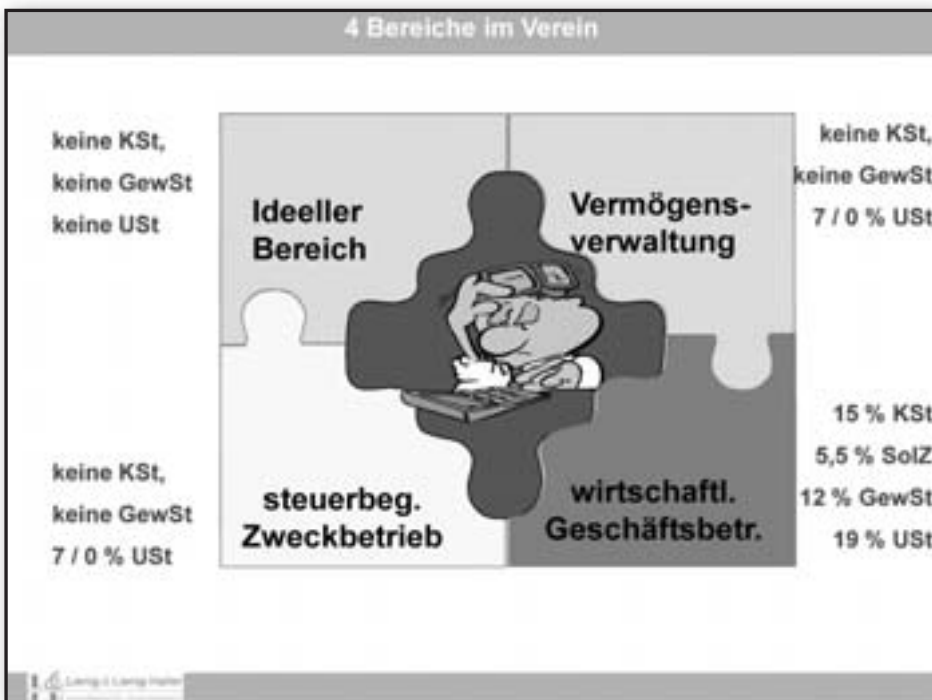 4 Bereiche im Verein
keine KSt,
keine GewSt
keine USt
Ideeller
Bereich
Vermögens-
verwaltung
keine KSt,
keine GewSt
7 / 0 % USt
keine KSt,
keine GewSt
7 / 0 % USt
steuerbeg.
Zweckbetrieb
wirtschaftl.
Geschäftsbetr.
15 % KSt
5,5 % SolZ
12 % GewSt
19 % USt